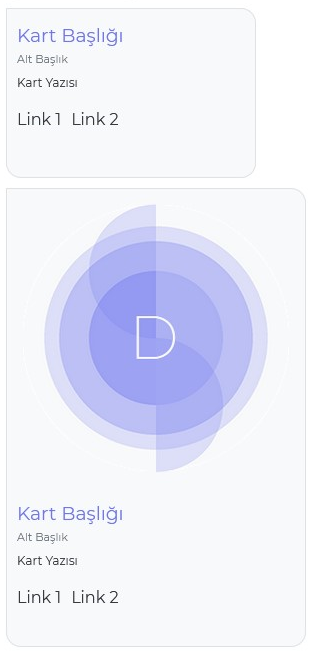 Kart Başlığı
Alt Başlık
Kart Yazısı
Link 1 Link 2
D
Kart Başlığı
Alt Başlık
Kart Yazısı
Link 1 Link 2